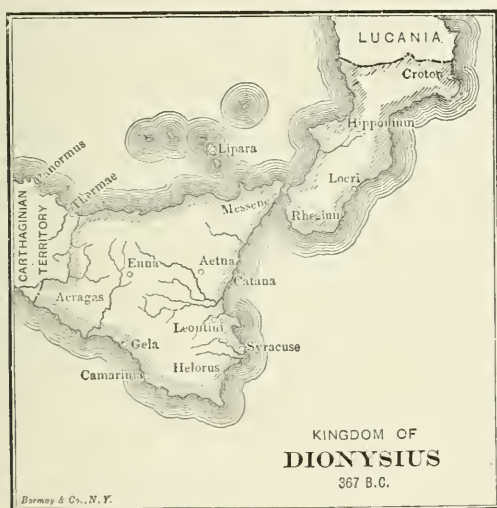 LUCANIA
Croton
Hipponium
Lipara
Locri
Panormus
Thermae
Messene
Rhegium
CARTHAGINIAN
TERRITORY
Enna
Aetna
Catana
Acragas
Leontini
Gela
Syracuse
Camarina
Helorus
KINGDOM OF
DIONYSIUS
367 B.C.
Bormay & Co., N.Y.